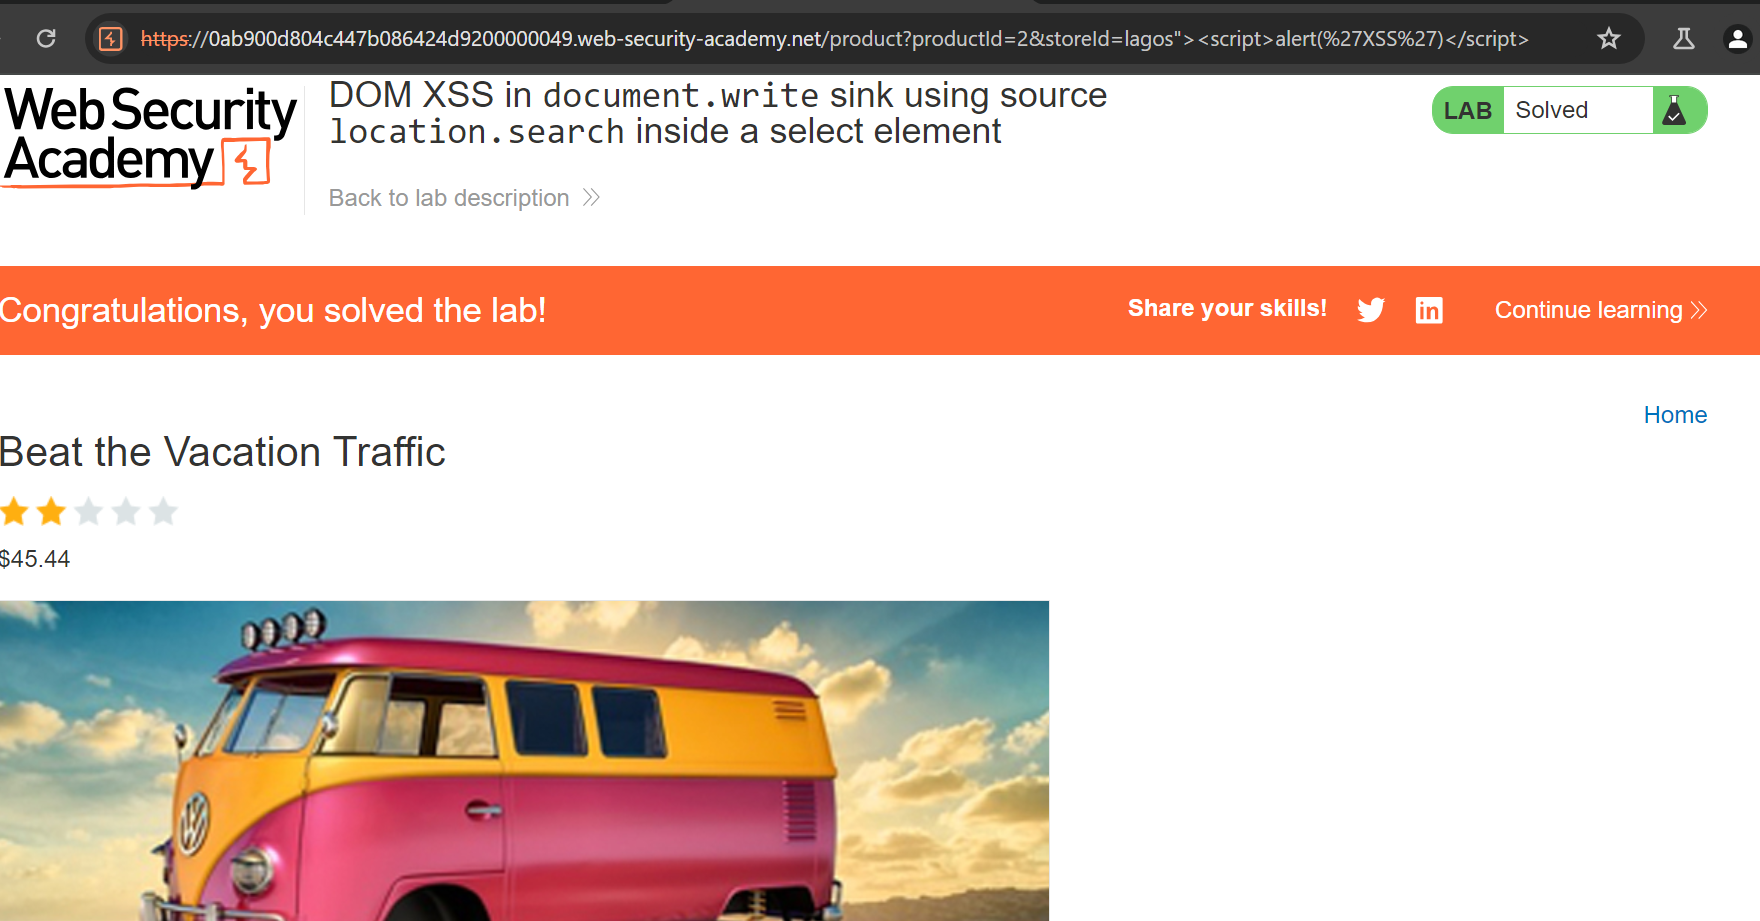 https://0ab900d804c447b086424d9200000049.web-security-academy.net/product?productId=2&storeId=lagos"><script>alert(%27XSS%27)</script>
Web Security
Academy
DOM XSS in document.write sink using source
location.search inside a select element
LAB Solved
Back to lab description
Congratulations, you solved the lab!
Share your skills!
Continue learning
Home
Beat the Vacation Traffic
$45.44